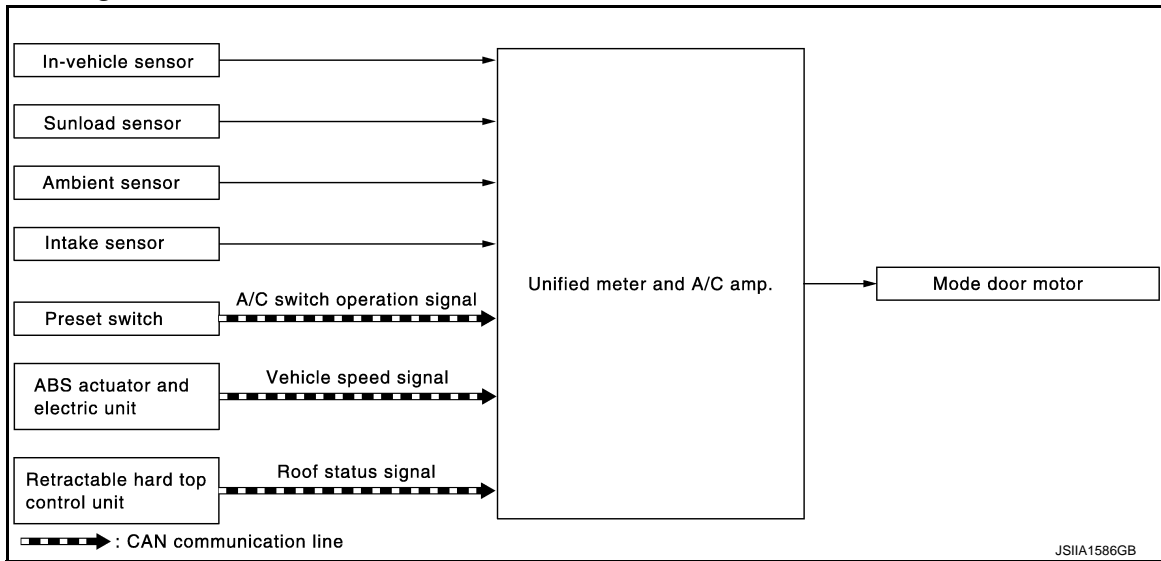 In-vehicle sensor
Sunload sensor
Ambient sensor
Intake sensor
Preset switch
A/C switch operation signal
ABS actuator and
electric unit
Vehicle speed signal
Retractable hard top
control unit
Roof status signal
Unified meter and A/C amp.
Mode door motor
: CAN communication line
JSIIA1586GB